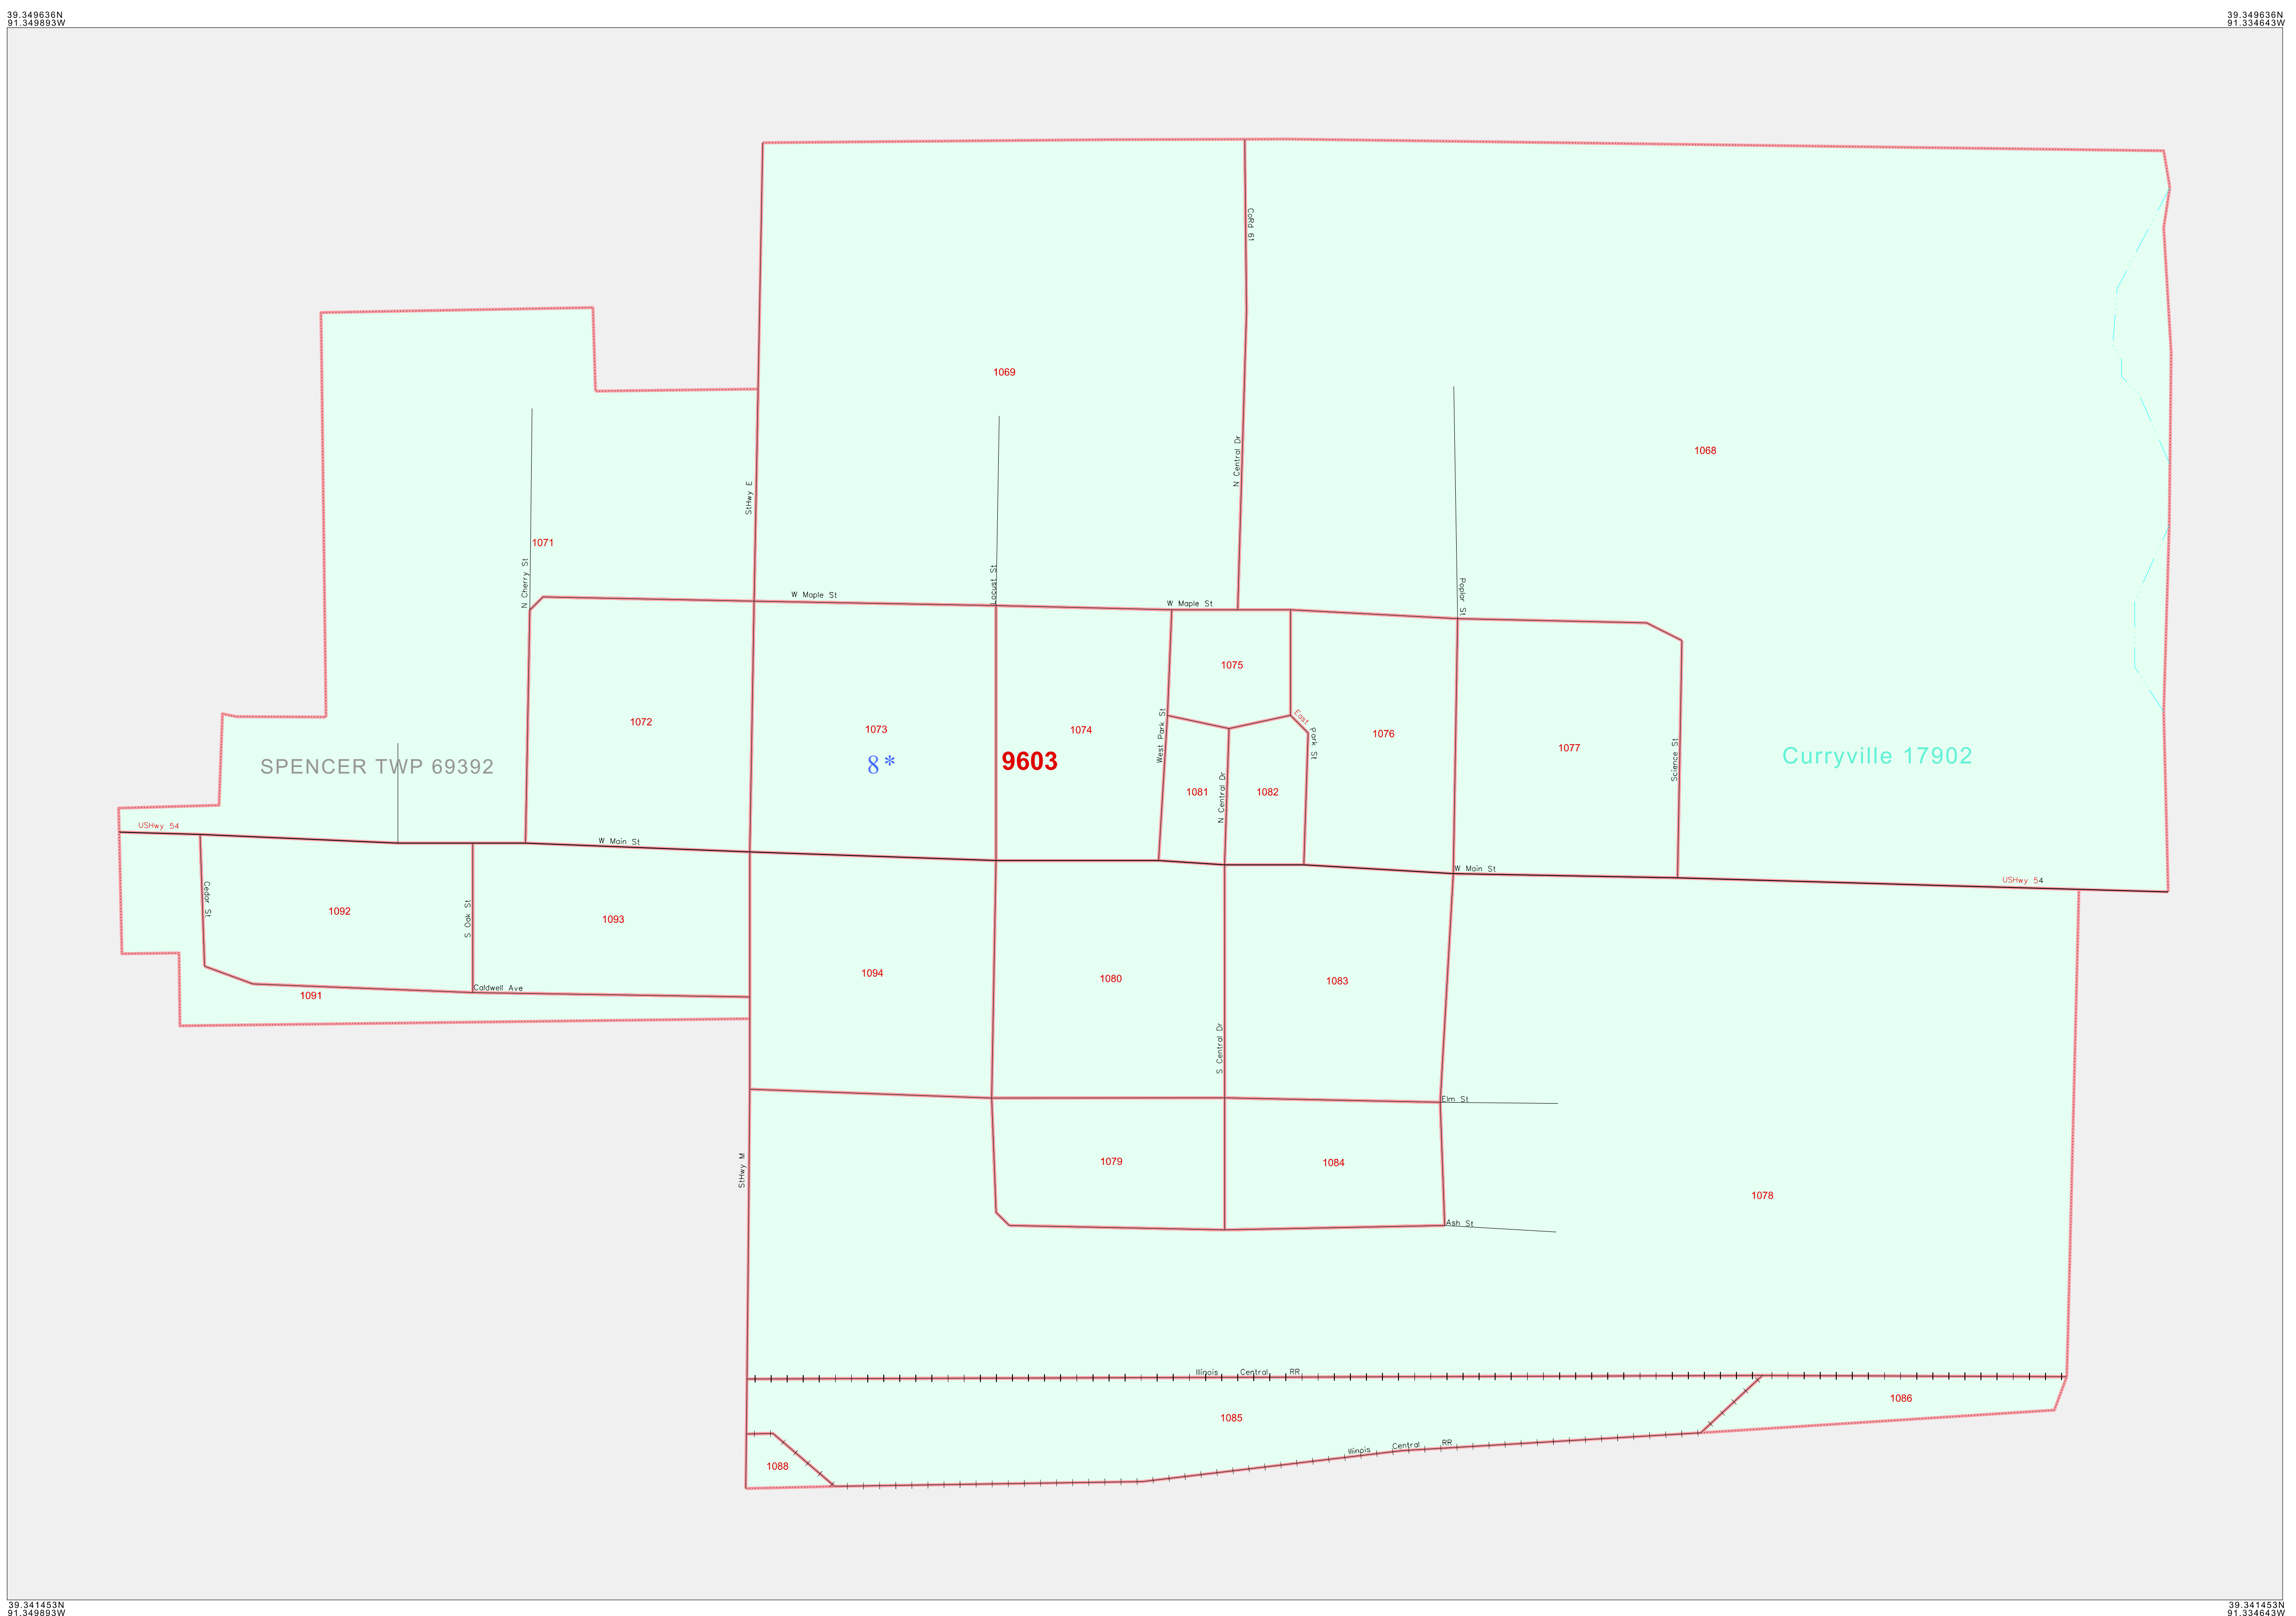 39.349636N
91.349893W
39.349636N
91.334643W
CoRd 61
1069
1068
N Central Dr
StHwy E
1071
N Cherry St
Locust St
Poplar St
W Maple St
W Maple St
1075
East Park St
1072
1073
1074
West Park St
1076
1077
Science St
SPENCER TWP 69392
8*
9603
Curryville 17902
1081
N Central Dr
1082
USHwy 54
W Main St
W Main St
USHwy 54
Cedar St
1092
S Oak St
1093
1094
1080
1083
Caldwell Ave
1091
S Central Dr
Elm St
StHwy M
1079
1084
1078
Ash St
Illinois Central RR
1086
1085
Illinois Central RR
1088
39.341453N
91.349893W
39.341453N
91.334643W